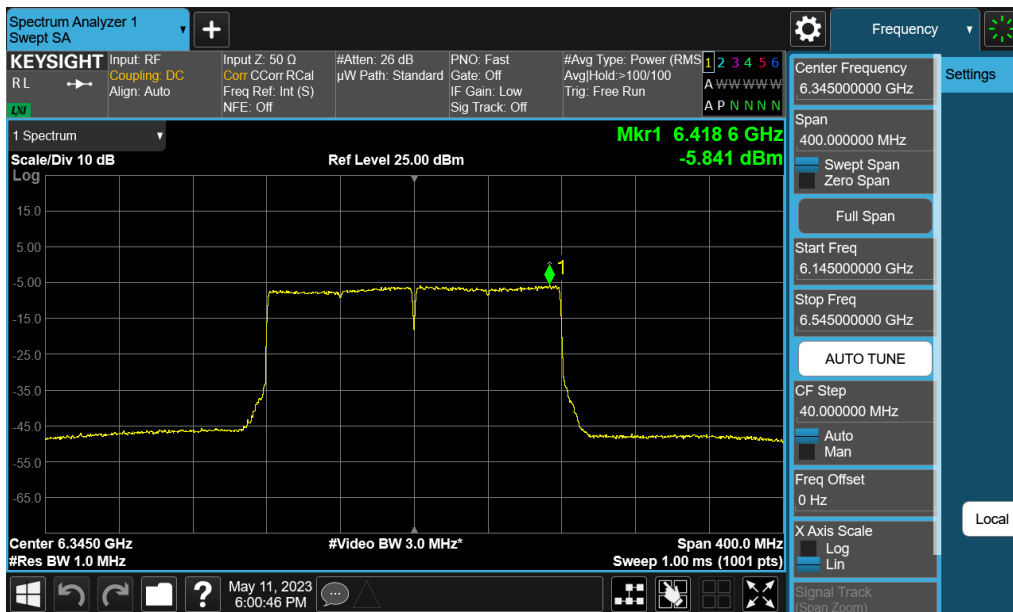 Spectrum Analyzer 1
Swept SA
Frequency
KEYSIGHT
R L
LXI
Input: RF
Coupling: DC
Align: Auto
Input Z: 50 Ω
Corr CCorr RCal
Freq Ref: Int (S)
NFE: Off
#Atten: 26 dB
µW Path: Standard
PNO: Fast
Gate: Off
IF Gain: Low
Sig Track: Off
#Avg Type: Power (RMS
Avg|Hold:>100/100
Trig: Free Run
1 2 3 4 5 6
A W W W W W
A P N N N N
1 Spectrum
Mkr1 6.418 6 GHz
-5.841 dBm
Scale/Div 10 dB
Ref Level 25.00 dBm
Log
15.0
5.00
-5.00
-15.0
-25.0
-35.0
-45.0
-55.0
-65.0
1
Center 6.3450 GHz
#Video BW 3.0 MHz*
Span 400.0 MHz
#Res BW 1.0 MHz
Sweep 1.00 ms (1001 pts)
?
May 11, 2023
6:00:46 PM
Center Frequency
6.345000000 GHz
Span
400.000000 MHz
Swept Span
Zero Span
Full Span
Start Freq
6.145000000 GHz
Stop Freq
6.545000000 GHz
AUTO TUNE
CF Step
40.000000 MHz
Auto
Man
Freq Offset
0 Hz
X Axis Scale
Log
Lin
Signal Track
(Span Zoom)
Settings
Local